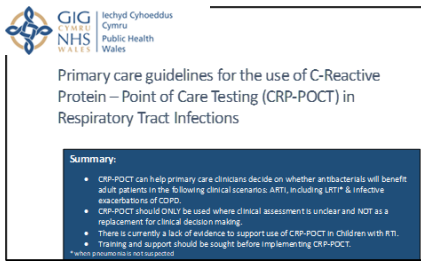 GIG
CYMRU
NHS
WALES
Iechyd Cyhoeddus
Cymru
Public Health
Wales
Primary care guidelines for the use of C-Reactive
Protein – Point of Care Testing (CRP-POCT) in
Respiratory Tract Infections
Summary:
• CRP-POCT can help primary care clinicians decide on whether antibacterials will benefit
adult patients in the following clinical scenarios: ARTI, including LRTI* & Infective
exacerbations of COPD.
• CRP-POCT should ONLY be used where clinical assessment is unclear and NOT as a
replacement for clinical decision making.
• There is currently a lack of evidence to support use of CRP-POCT in Children with RTI.
• Training and support should be sought before implementing CRP-POCT.
* when pneumonia is not suspected